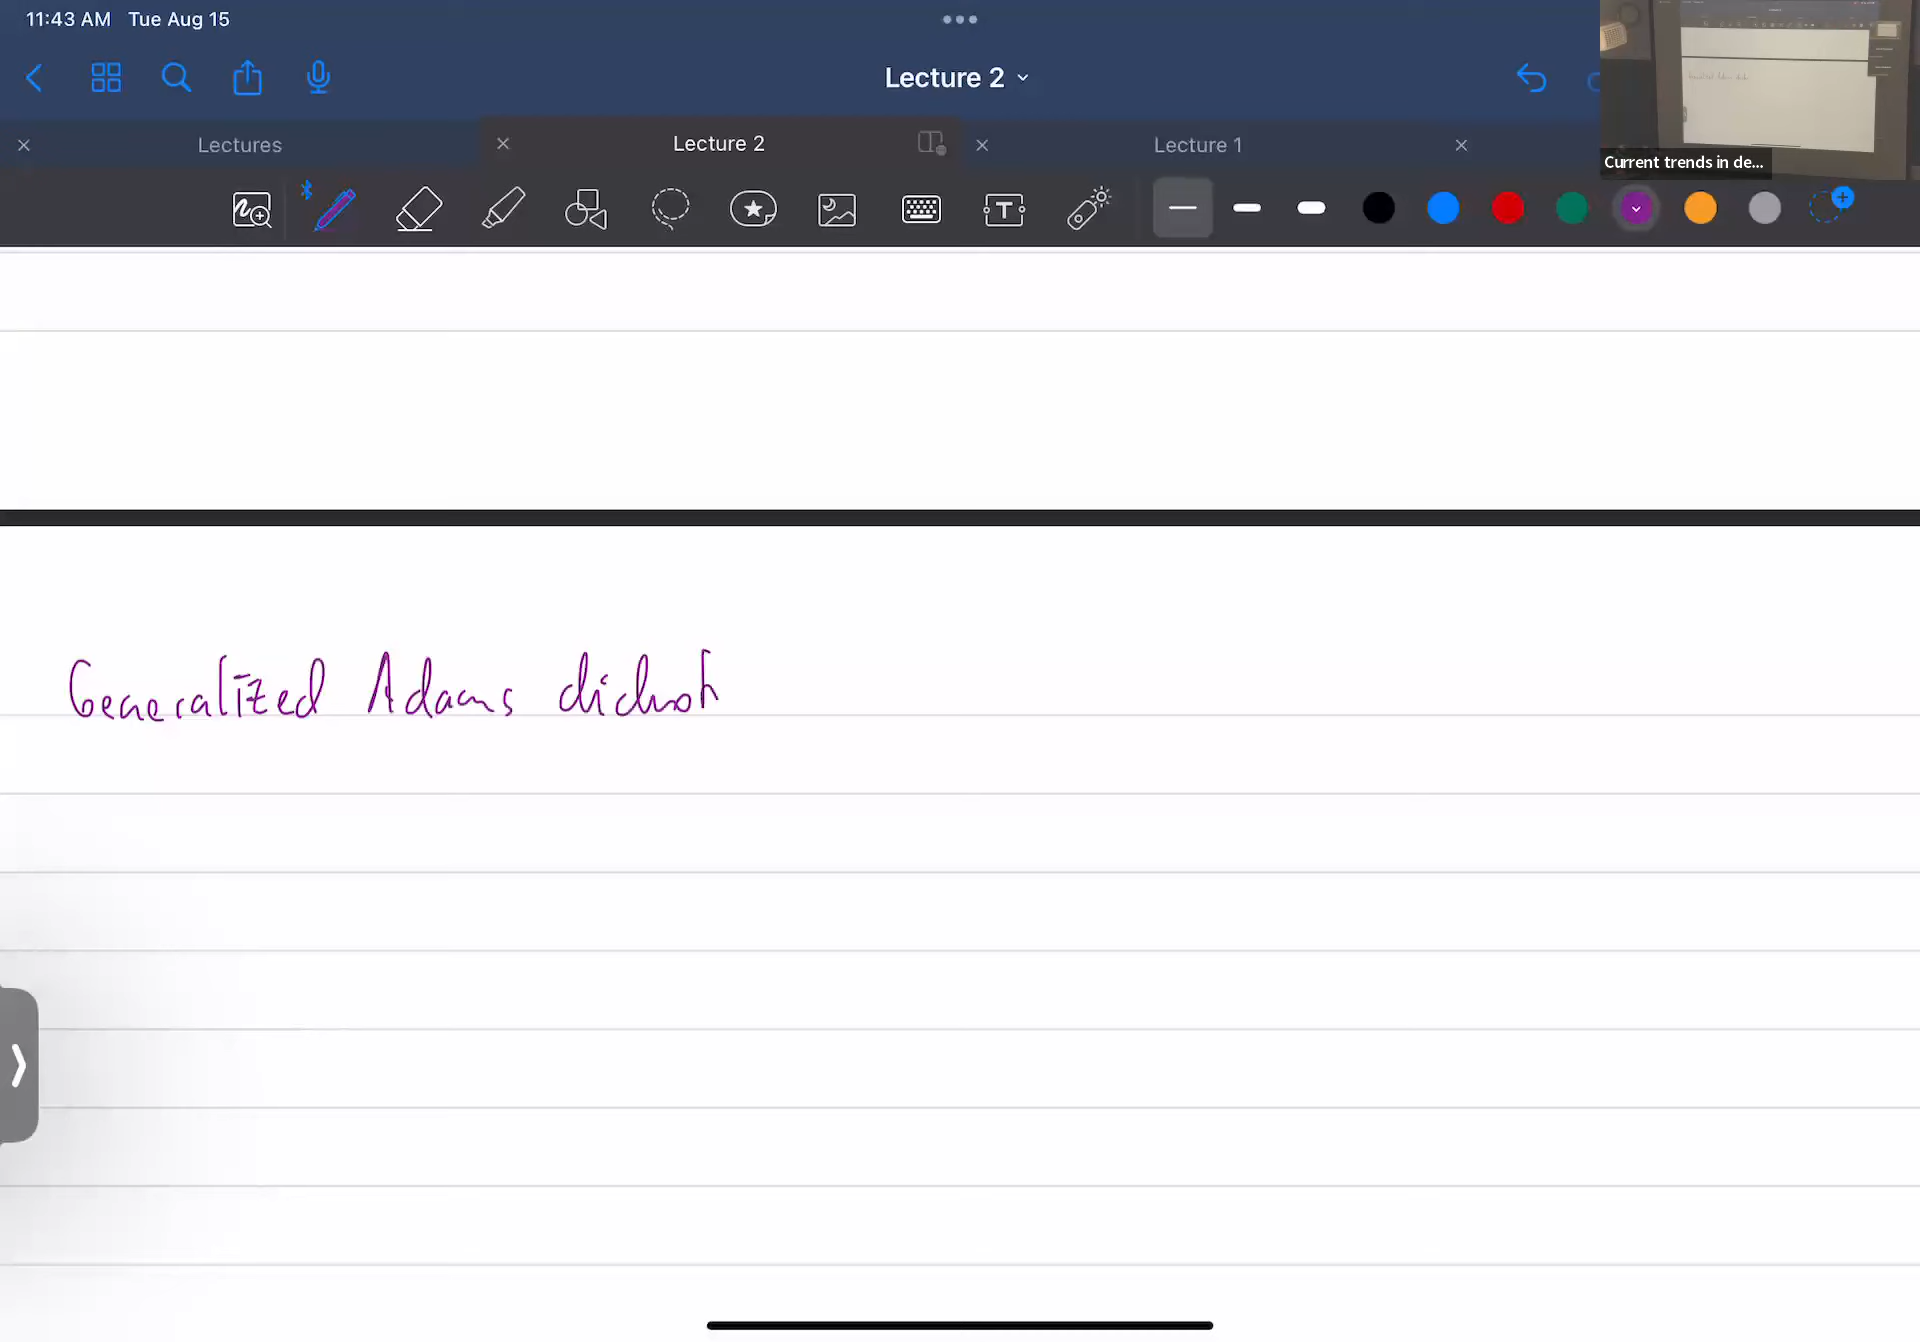 11:43 AM Tue Aug 15
Lecture 2
Current trends in de...
Lectures
Lecture 2
Lecture 1
T
Generalized Adams dichot